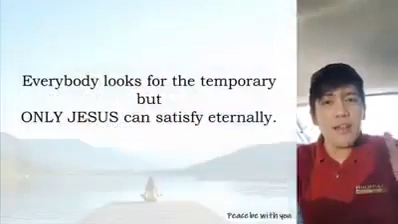 Everybody looks for the temporary
but
ONLY JESUS can satisfy eternally.
Peace be with you